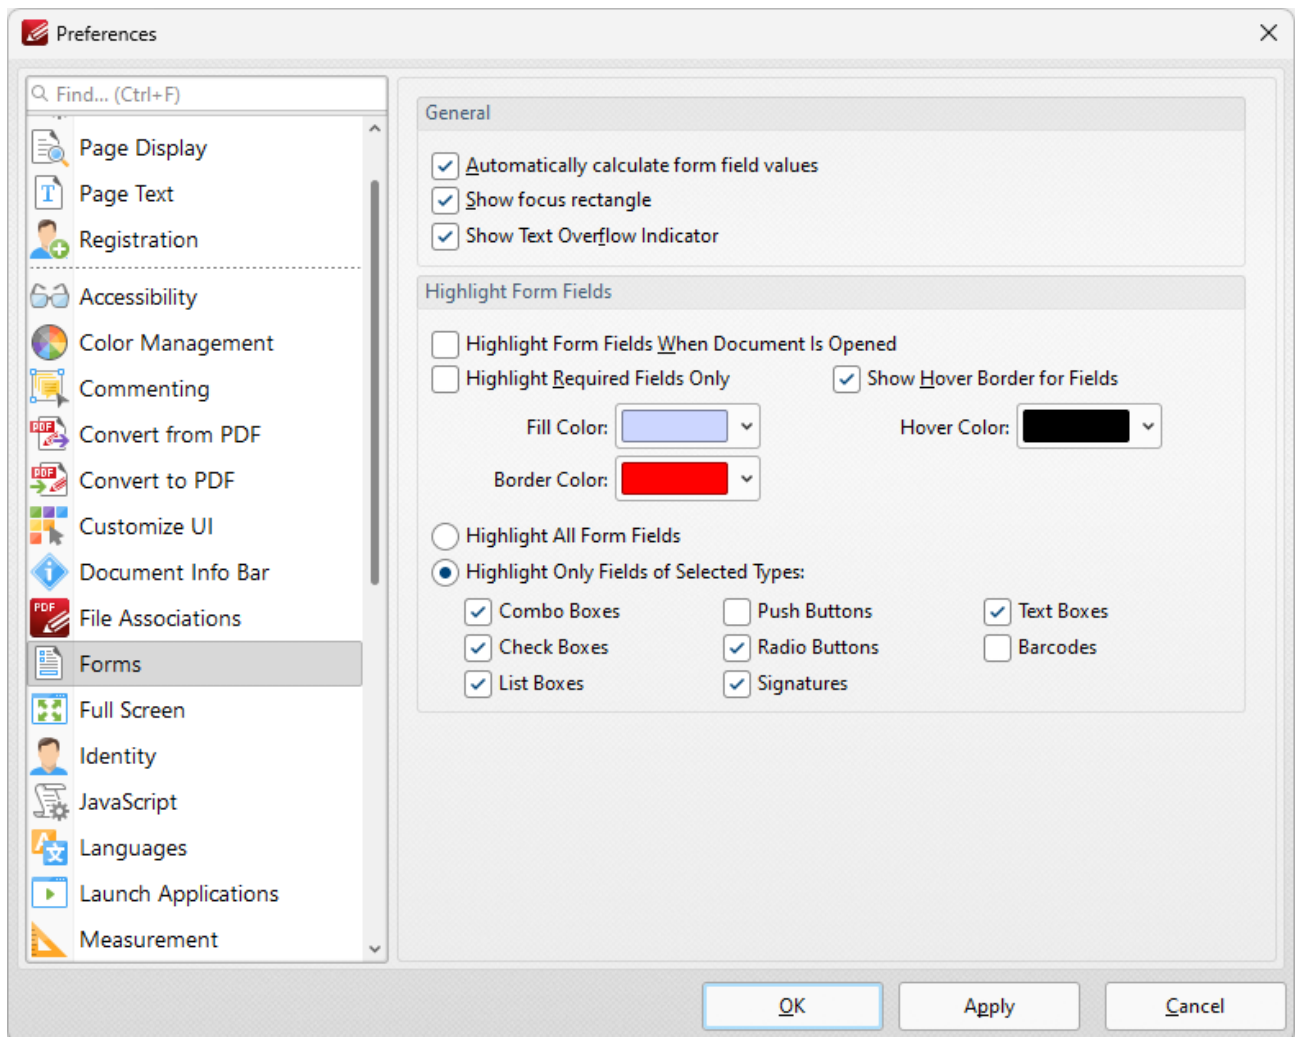 Preferences
Find... (Ctrl+F)
Page Display
Page Text
Registration
Accessibility
Color Management
Commenting
Convert from PDF
Convert to PDF
Customize UI
Document Info Bar
File Associations
Forms
Full Screen
Identity
JavaScript
Languages
Launch Applications
Measurement
General
Automatically calculate form field values
Show focus rectangle
Show Text Overflow Indicator
Highlight Form Fields
Highlight Form Fields When Document Is Opened
Highlight Required Fields Only Show Hover Border for Fields
Fill Color: Hover Color:
Border Color:
Highlight All Form Fields
Highlight Only Fields of Selected Types:
Combo Boxes Push Buttons Text Boxes
Check Boxes Radio Buttons Barcodes
List Boxes Signatures
OK Apply Cancel